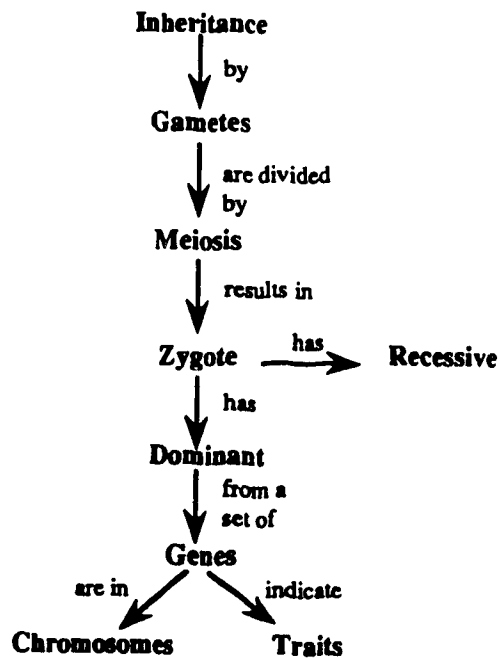 Inheritance
by
Gametes
are divided
by
Meiosis
results in
Zygote has Recessive
has
Dominant
from a
set of
Genes
are in indicate
Chromosomes Traits